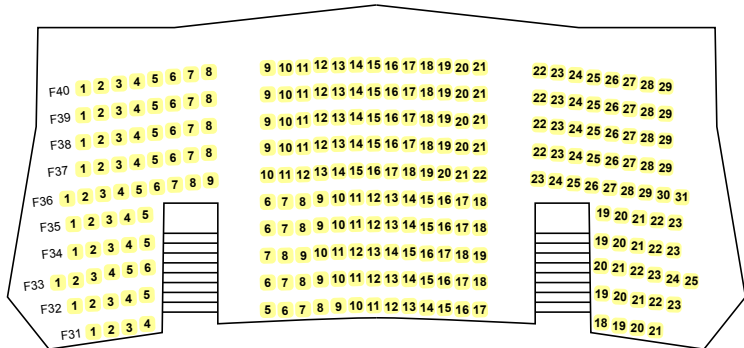 F40 1 2 3 4 5 6 7 8 9 10 11 12 13 14 15 16 17 18 19 20 21 22 23 24 25 26 27 28 29
F39 1 2 3 4 5 6 7 8 9 10 11 12 13 14 15 16 17 18 19 20 21 22 23 24 25 26 27 28 29
F38 1 2 3 4 5 6 7 8 9 10 11 12 13 14 15 16 17 18 19 20 21 22 23 24 25 26 27 28 29
F37 1 2 3 4 5 6 7 8 9 10 11 12 13 14 15 16 17 18 19 20 21 22 23 24 25 26 27 28 29
F36 1 2 3 4 5 6 7 8 9 10 11 12 13 14 15 16 17 18 19 20 21 22 23 24 25 26 27 28 29 30 31
F35 1 2 3 4 5 6 7 8 9 10 11 12 13 14 15 16 17 18 19 20 21 22 23
F34 1 2 3 4 5 6 7 8 9 10 11 12 13 14 15 16 17 18 19 20 21 22 23
F33 1 2 3 4 5 6 7 8 9 10 11 12 13 14 15 16 17 18 19 20 21 22 23 24 25
F32 1 2 3 4 5 6 7 8 9 10 11 12 13 14 15 16 17 18 19 20 21 22 23
F31 1 2 3 4 5 6 7 8 9 10 11 12 13 14 15 16 17 18 19 20 21